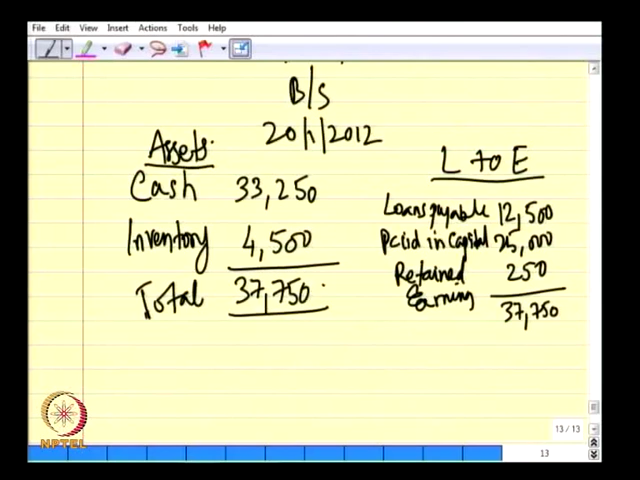 File Edit View Insert Actions Tools Help
B/S
20/1/2012
Assets
Cash 33,250
Inventory 4,500
Total 37,750
L to E
Loans payable 12,500
Paid in Capital 25,000
Retained Earning 250
37,750
NPTEL
13 / 13
13